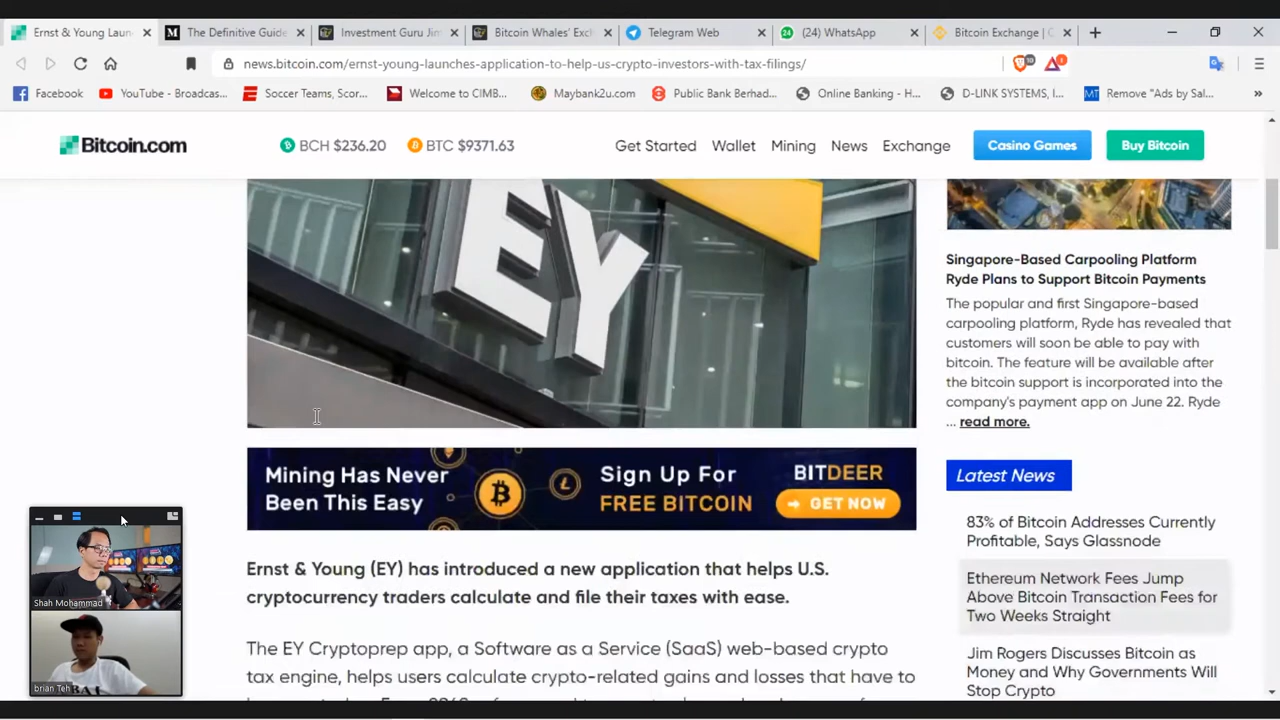 Ernst & Young Laun
The Definitive Guide
Investment Guru Jim
Bitcoin Whales' Exc
Telegram Web
24
(24) WhatsApp
Bitcoin Exchange | C
news.bitcoin.com/ernst-young-launches-application-to-help-us-crypto-investors-with-tax-filings/
Facebook
YouTube - Broadcas...
Soccer Teams, Scor...
Welcome to CIMB...
Maybank2u.com
Public Bank Berhad...
Online Banking - H...
D-LINK SYSTEMS, I...
MT
Remove "Ads by Sal...
Bitcoin.com
BCH $236.20
BTC $9371.63
Get Started
Wallet
Mining
News
Exchange
Casino Games
Buy Bitcoin
EY
Mining Has Never
Been This Easy
Sign Up For
FREE BITCOIN
BITDEER
→ GET NOW
Ernst & Young (EY) has introduced a new application that helps U.S.
cryptocurrency traders calculate and file their taxes with ease.
The EY Cryptoprep app, a Software as a Service (SaaS) web-based crypto
tax engine, helps users calculate crypto-related gains and losses that have to
Singapore-Based Carpooling Platform
Ryde Plans to Support Bitcoin Payments
The popular and first Singapore-based
carpooling platform, Ryde has revealed that
customers will soon be able to pay with
bitcoin. The feature will be available after
the bitcoin support is incorporated into the
company's payment app on June 22. Ryde
... read more.
Latest News
83% of Bitcoin Addresses Currently
Profitable, Says Glassnode
Ethereum Network Fees Jump
Above Bitcoin Transaction Fees for
Two Weeks Straight
Jim Rogers Discusses Bitcoin as
Money and Why Governments Will
Stop Crypto
Shah Mohammad
brian Teh